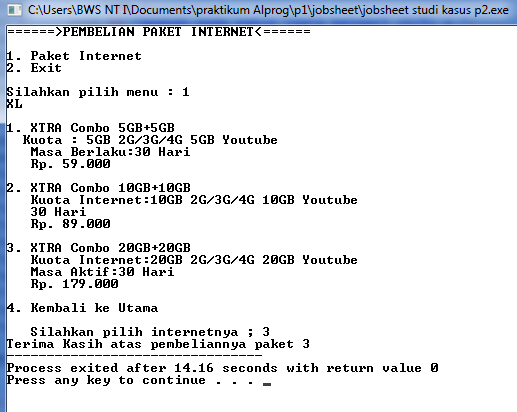 C:\Users\BWS NT I\Documents\praktikum Alprog\p1\jobsheet\jobsheet studi kasus p2.exe
======>PEMBELIAN PAKET INTERNET<======
1. Paket Internet
2. Exit
Silahkan pilih menu : 1
XL
1. XTRA Combo 5GB+5GB
Kuota : 5GB 2G/3G/4G 5GB Youtube
Masa Berlaku:30 Hari
Rp. 59.000
2. XTRA Combo 10GB+10GB
Kuota Internet:10GB 2G/3G/4G 10GB Youtube
30 Hari
Rp. 89.000
3. XTRA Combo 20GB+20GB
Kuota Internet:20GB 2G/3G/4G 20GB Youtube
Masa Aktif:30 Hari
Rp. 179.000
4. Kembali ke Utama
Silahkan pilih internetnya ; 3
Terima Kasih atas pembeliannya paket 3
--------------------------------
Process exited after 14.16 seconds with return value 0
Press any key to continue . . .